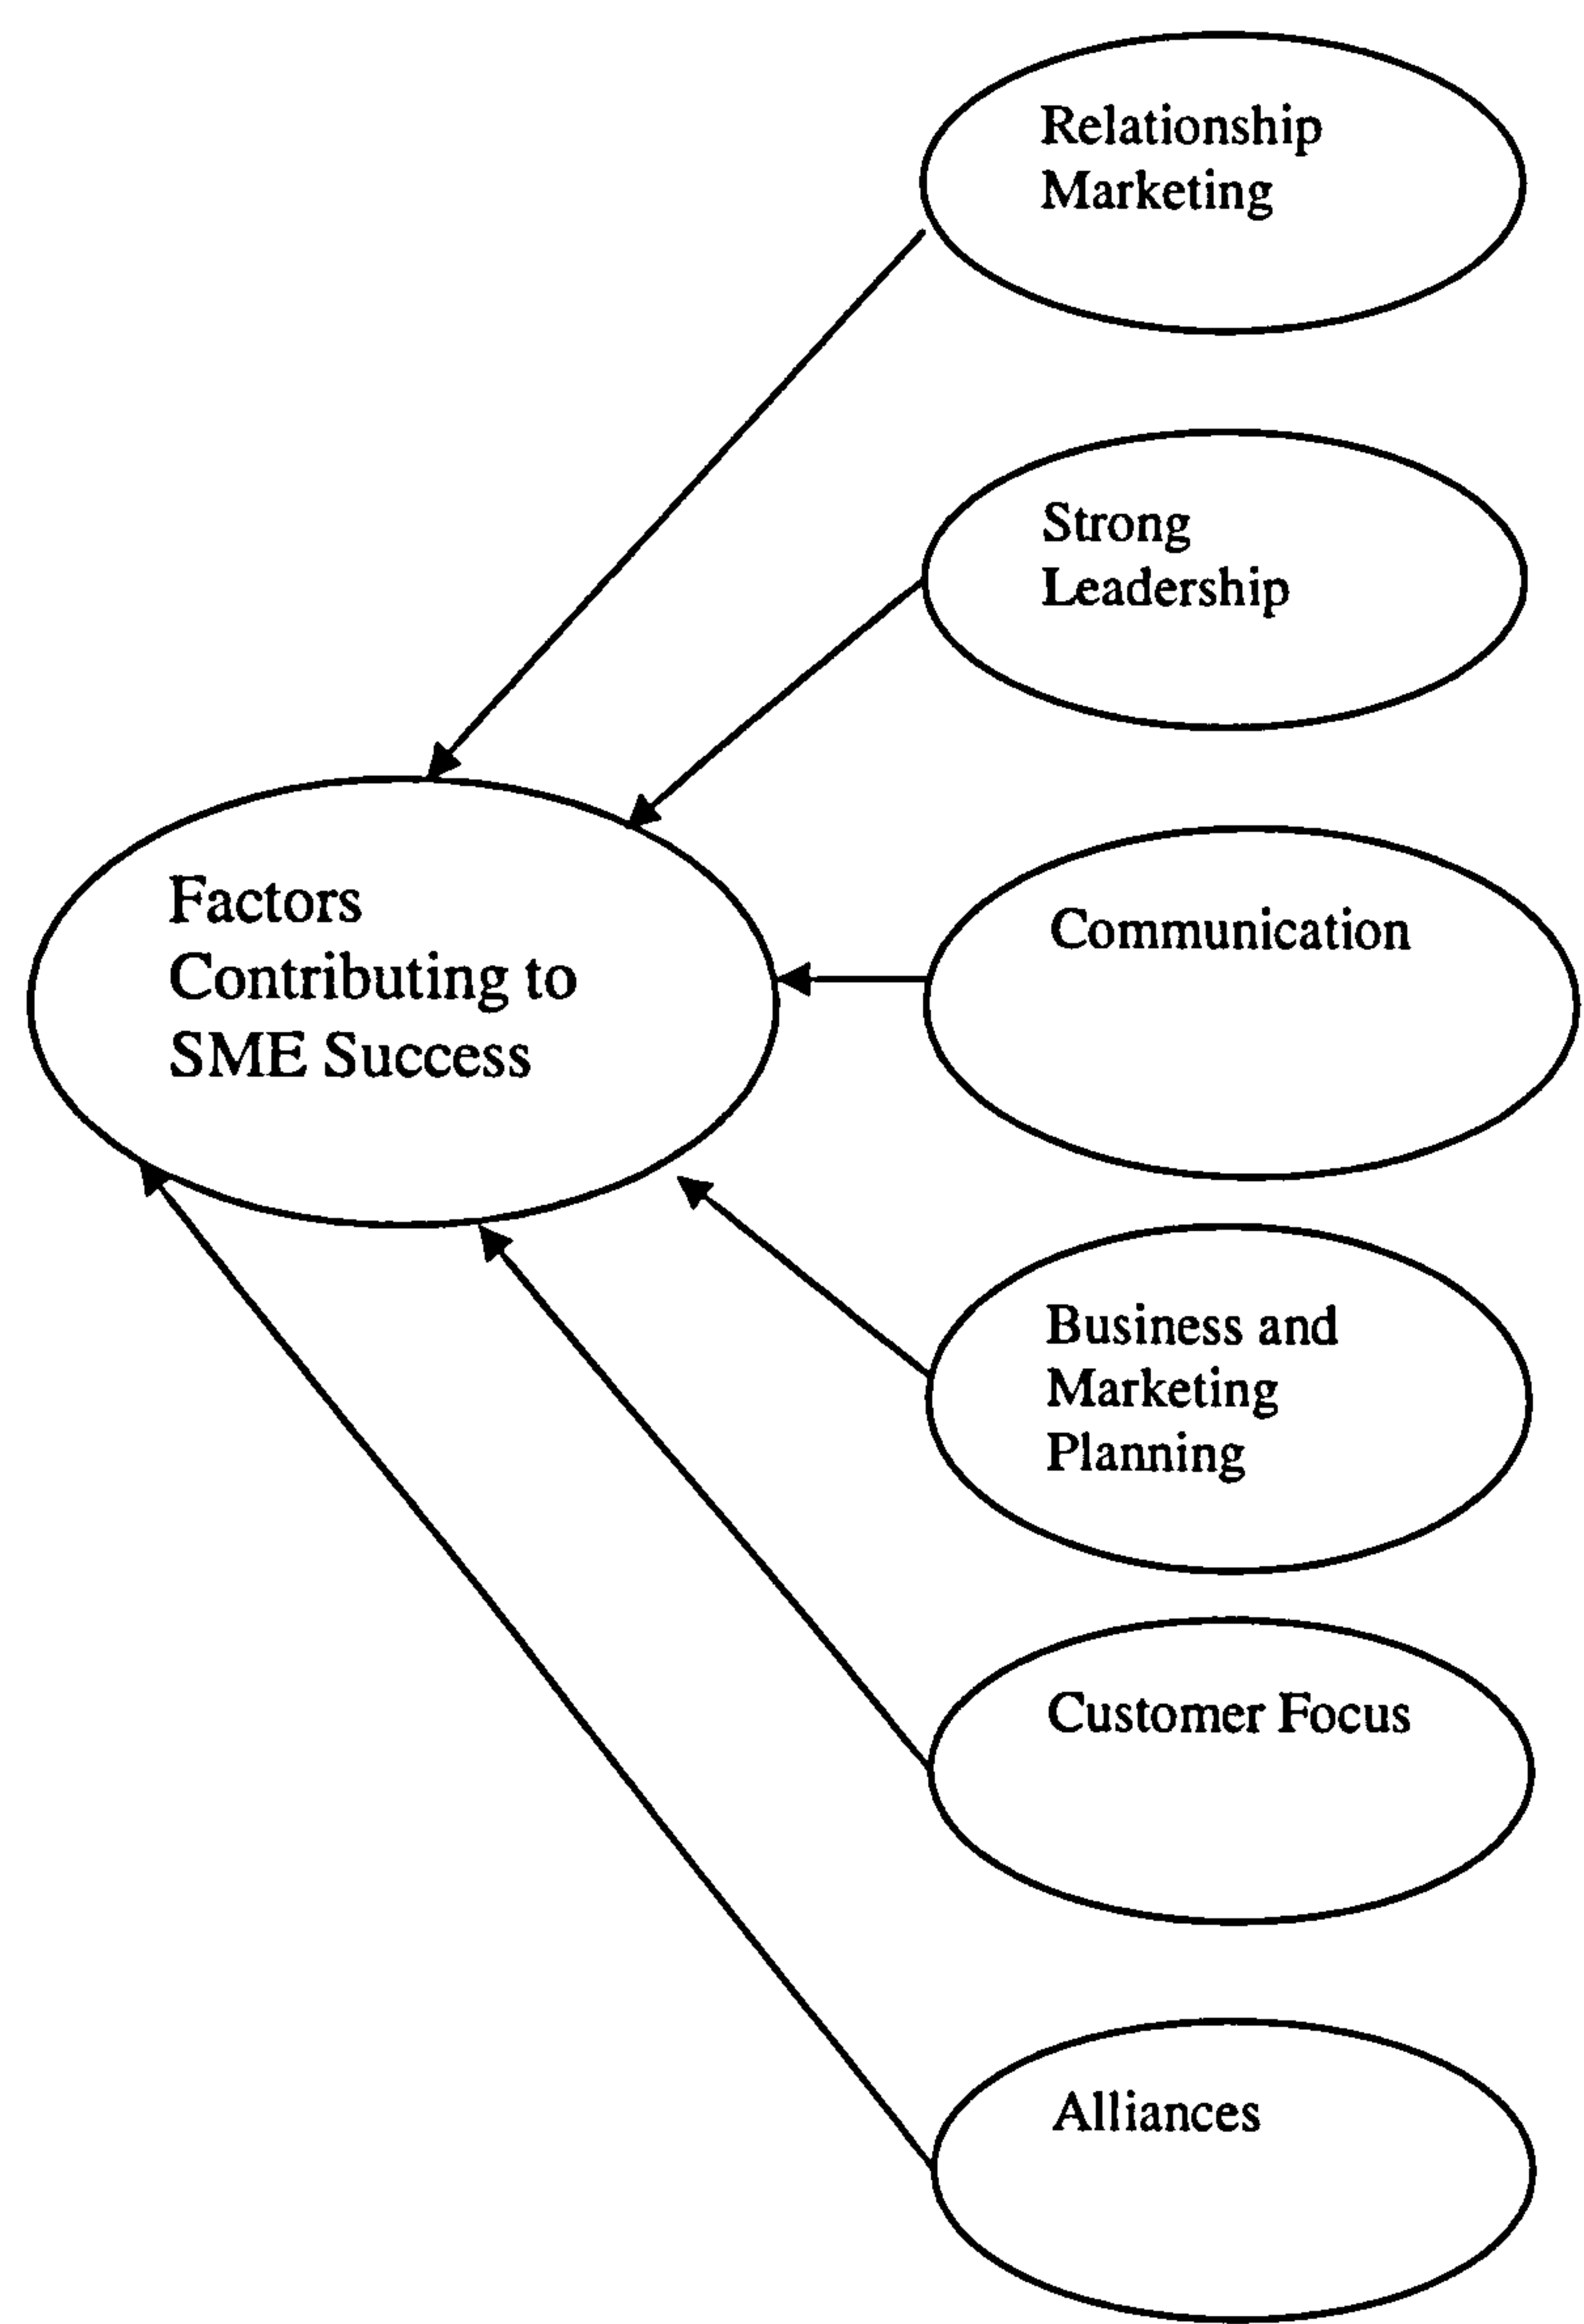 Relationship
Marketing
Strong
Leadership
Factors
Contributing to
SME Success
Communication
Business and
Marketing
Planning
Customer Focus
Alliances